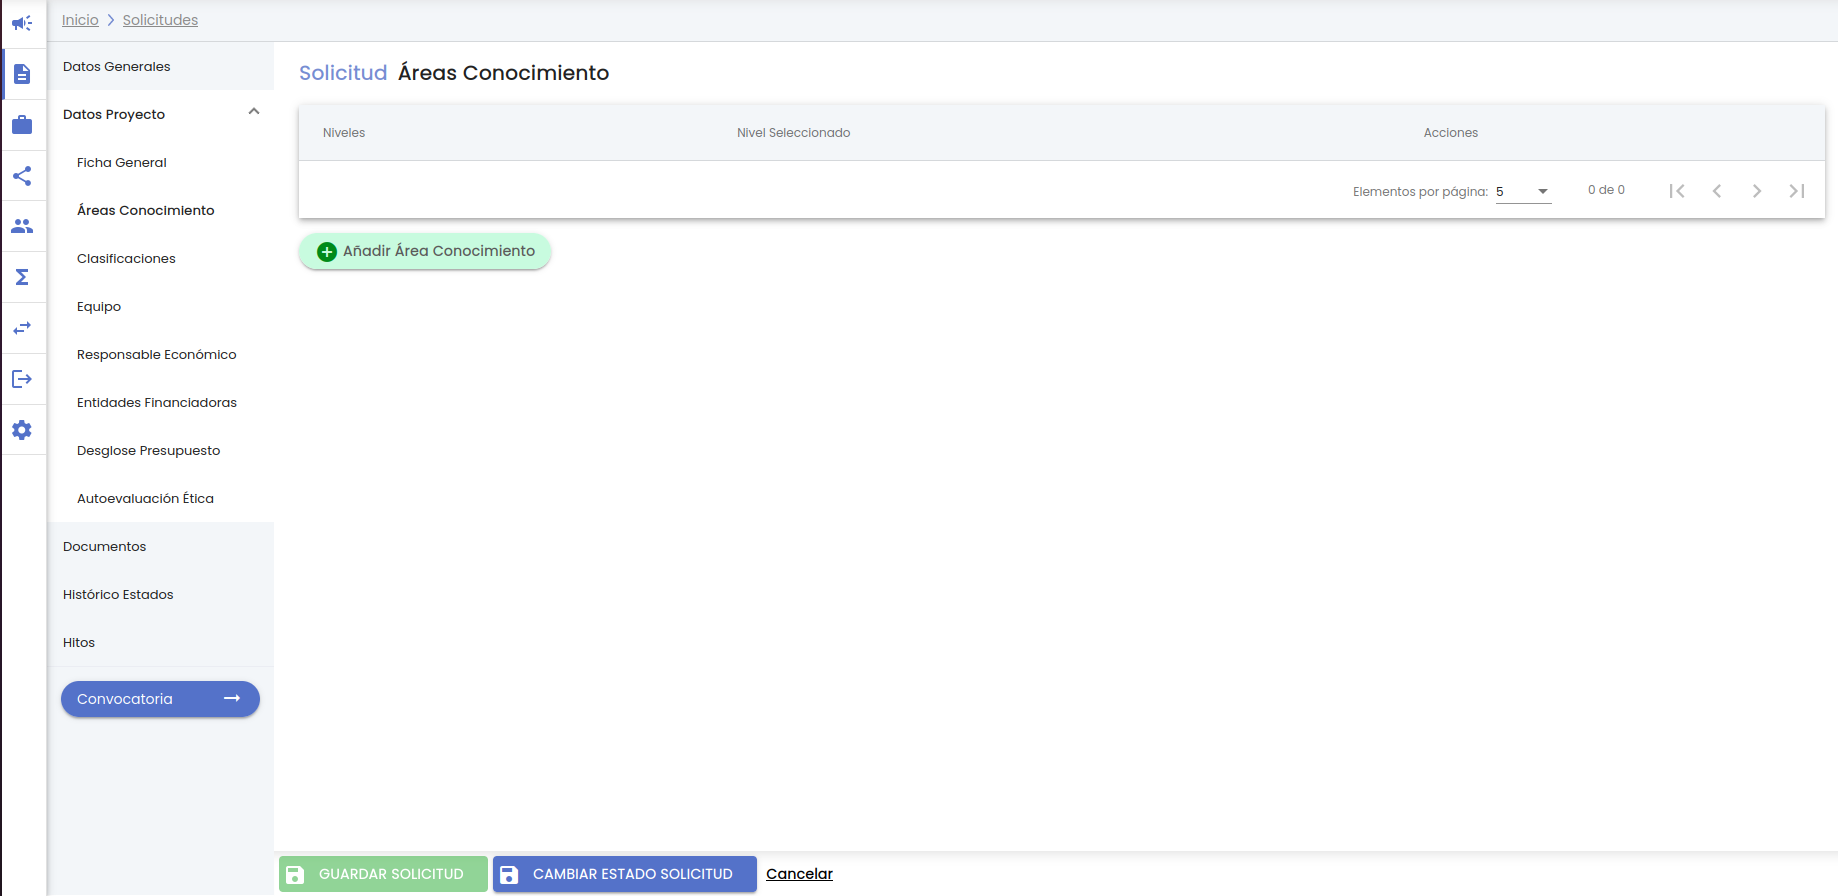 Inicio > Solicitudes
Datos Generales
Datos Proyecto
Ficha General
Áreas Conocimiento
Clasificaciones
Equipo
Responsable Económico
Entidades Financiadoras
Desglose Presupuesto
Autoevaluación Ética
Documentos
Histórico Estados
Hitos
Convocatoria
Solicitud Áreas Conocimiento
Niveles Nivel Seleccionado Acciones
Elementos por página: 5 0 de 0
Añadir Área Conocimiento
GUARDAR SOLICITUD CAMBIAR ESTADO SOLICITUD Cancelar